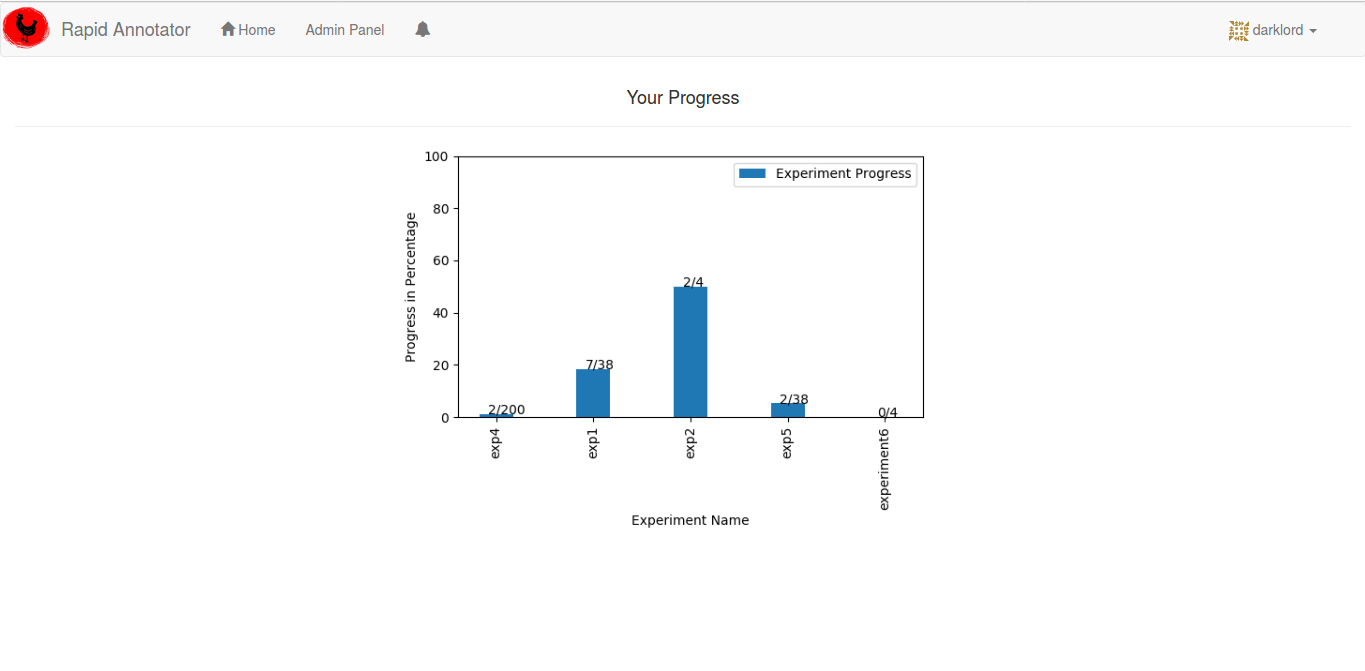 Rapid Annotator Home Admin Panel darklord
Your Progress
Experiment Progress
Progress in Percentage
100
80
60
40
20
0
2/200 7/38 2/4 2/38 0/4
exp4 exp1 exp2 exp5 experiment6
Experiment Name